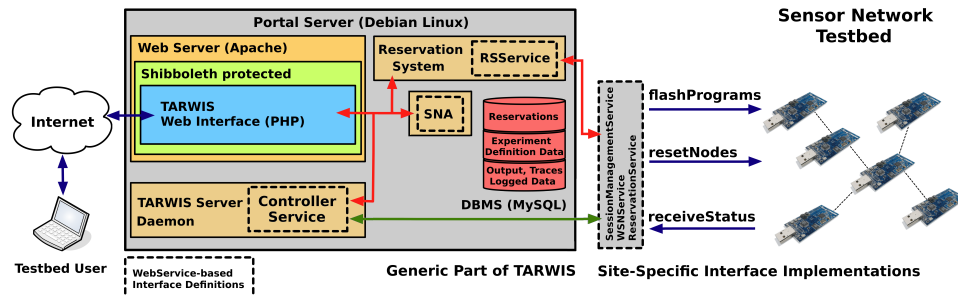 Portal Server (Debian Linux)
Web Server (Apache)
Shibboleth protected
TARWIS
Web Interface (PHP)
Internet
Testbed User
Reservation
System
RSService
SNA
Reservations
Experiment
Definition Data
Output, Traces
Logged Data
DBMS (MySQL)
TARWIS Server
Daemon
Controller
Service
WebService-based
Interface Definitions
Generic Part of TARWIS
SessionManagementService
WSNService
ReservationService
Sensor Network
Testbed
flashPrograms
resetNodes
receiveStatus
Site-Specific Interface Implementations